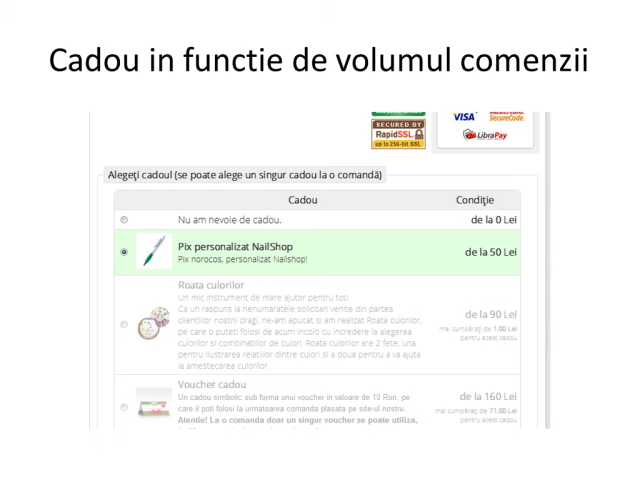 Cadou in functie de volumul comenzii
VISA
SecureCode.
SECURED BY
RapidSSL
up to 256-bit SSL
LibraPay
Alegeți cadoul (se poate alege un singur cadou la o comandă)
Cadou Condiție
Nu am nevoie de cadou. de la 0 Lei
Pix personalizat NailShop
Pix norocos, personalizat Nailshop!
de la 50 Lei
Roata culorilor
Un mic instrument de mare ajutor pentru toti.
Ca un raspuns la nenumaratele solicitari venite din partea
clientelor noastre dragi, ne-am apucat si am realizat Roata culorilor,
pe care o puteti folosi de acum incolo cu incredere la alegerea
culorilor si combinatiilor de culori. Roata culorilor are 2 fete, una
pentru ilustrarea relatiilor dintre culori si a doua pentru a va ajuta
la amestecarea culorilor.
de la 90 Lei
mai cumpărați de 1.00 Lei
pentru acest cadou
Voucher cadou
Un cadou simbolic sub forma unui voucher in valoare de 10 Ron, pe
care il poti folosi la urmatoarea comanda plasata pe site-ul nostru.
Atentie! La o comanda doar un singur voucher se poate utiliza,
de la 160 Lei
mai cumpărați de 71.00 Lei
pentru acest cadou